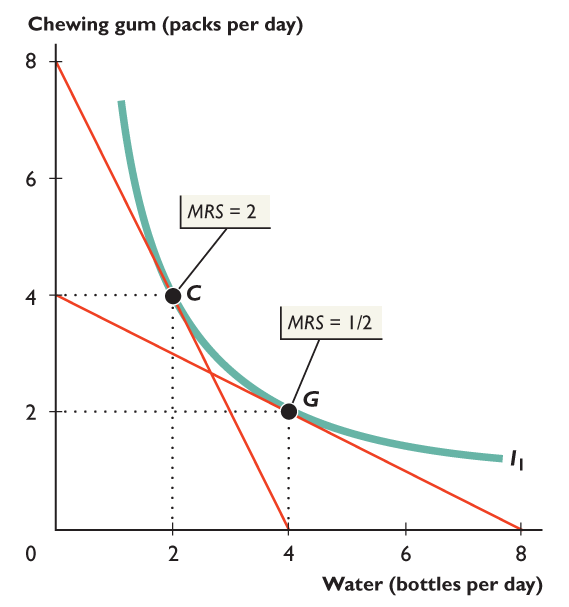 Chewing gum (packs per day)
8
6
MRS = 2
4
C
MRS = 1/2
G
2
I1
0
2
4
6
8
Water (bottles per day)